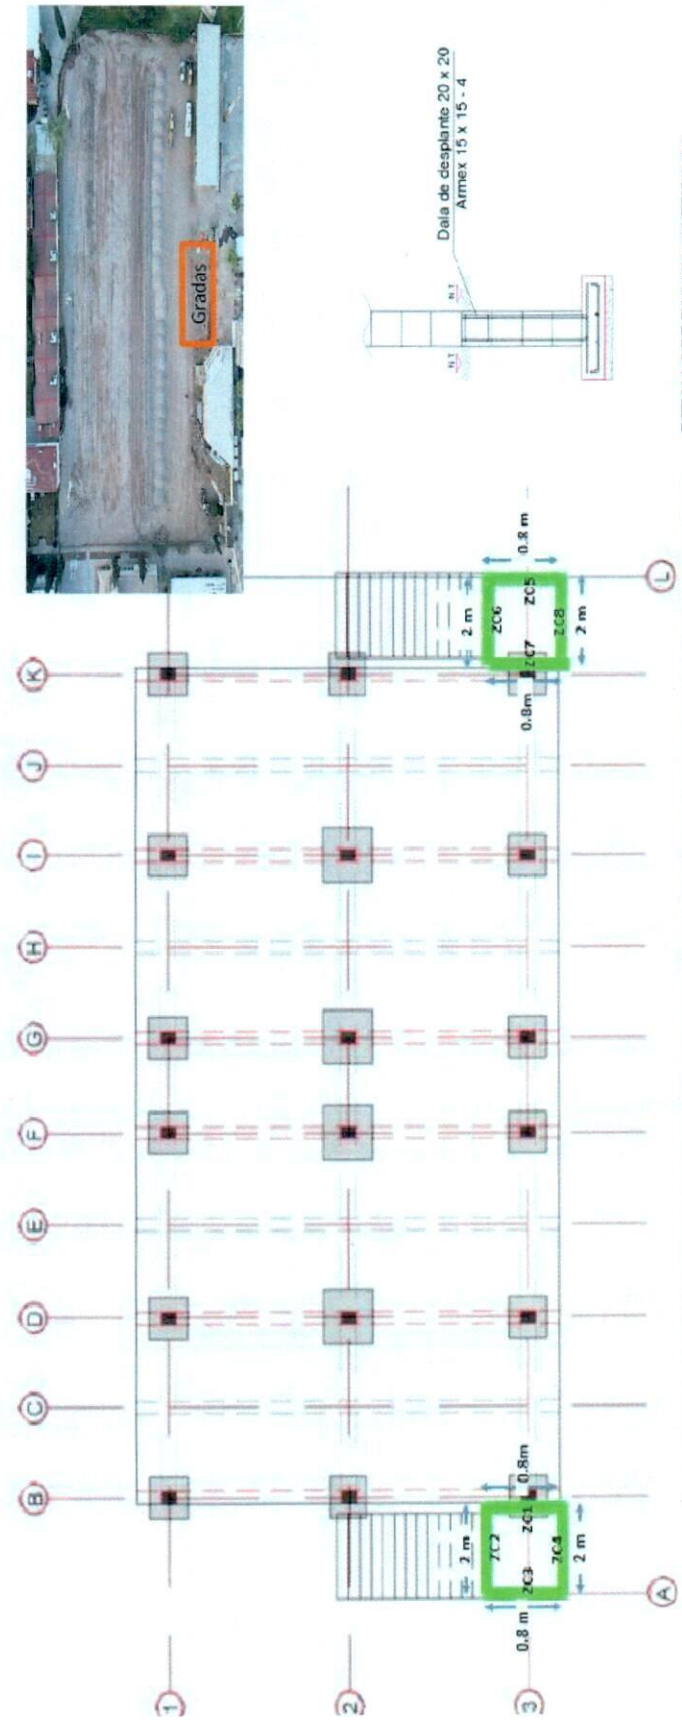 Gradas
Dala de desplante 20 x 20
Armex 15 x 15 - 4
N.T
N.T
K
J
I
H
G
F
E
D
C
B
L
A
1
2
3
2 m
0.8 m
ZC6
ZC5
ZC7
ZC8
2 m
0.8m
0.8m
2 m
ZC2
ZC1
ZC3
ZC4
2 m
0.8 m